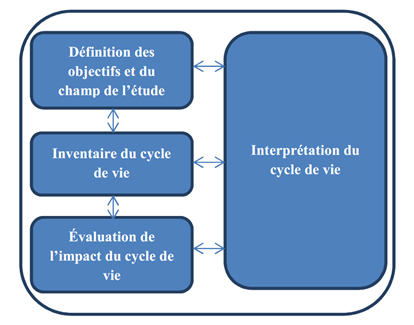 Définition des
objectifs et du
champ de l'étude
Inventaire du cycle
de vie
Évaluation de
l'impact du cycle de
vie
Interprétation du
cycle de vie